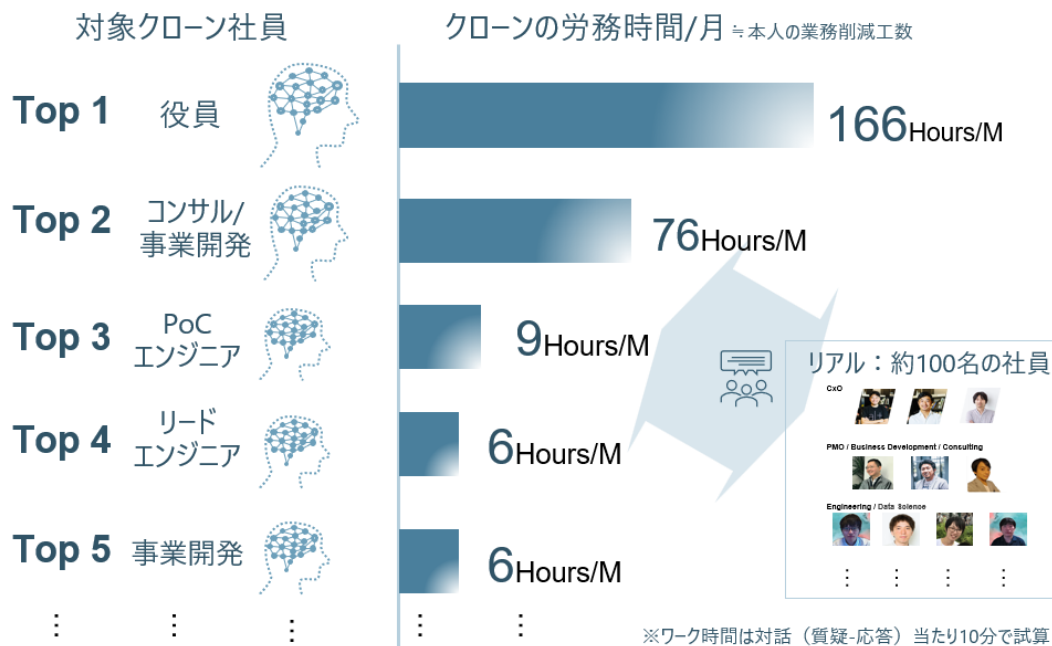 対象クローン社員
クローンの労務時間/月 ≒本人の業務削減工数
Top 1 役員
166Hours/M
Top 2 コンサル/
事業開発
76Hours/M
Top 3 PoC
エンジニア
9Hours/M
Top 4 リード
エンジニア
6Hours/M
Top 5 事業開発
6Hours/M
リアル：約100名の社員
CxO
PMO / Business Development / Consulting
Engineering / Data Science
※ワーク時間は対話（質疑-応答）当たり10分で試算